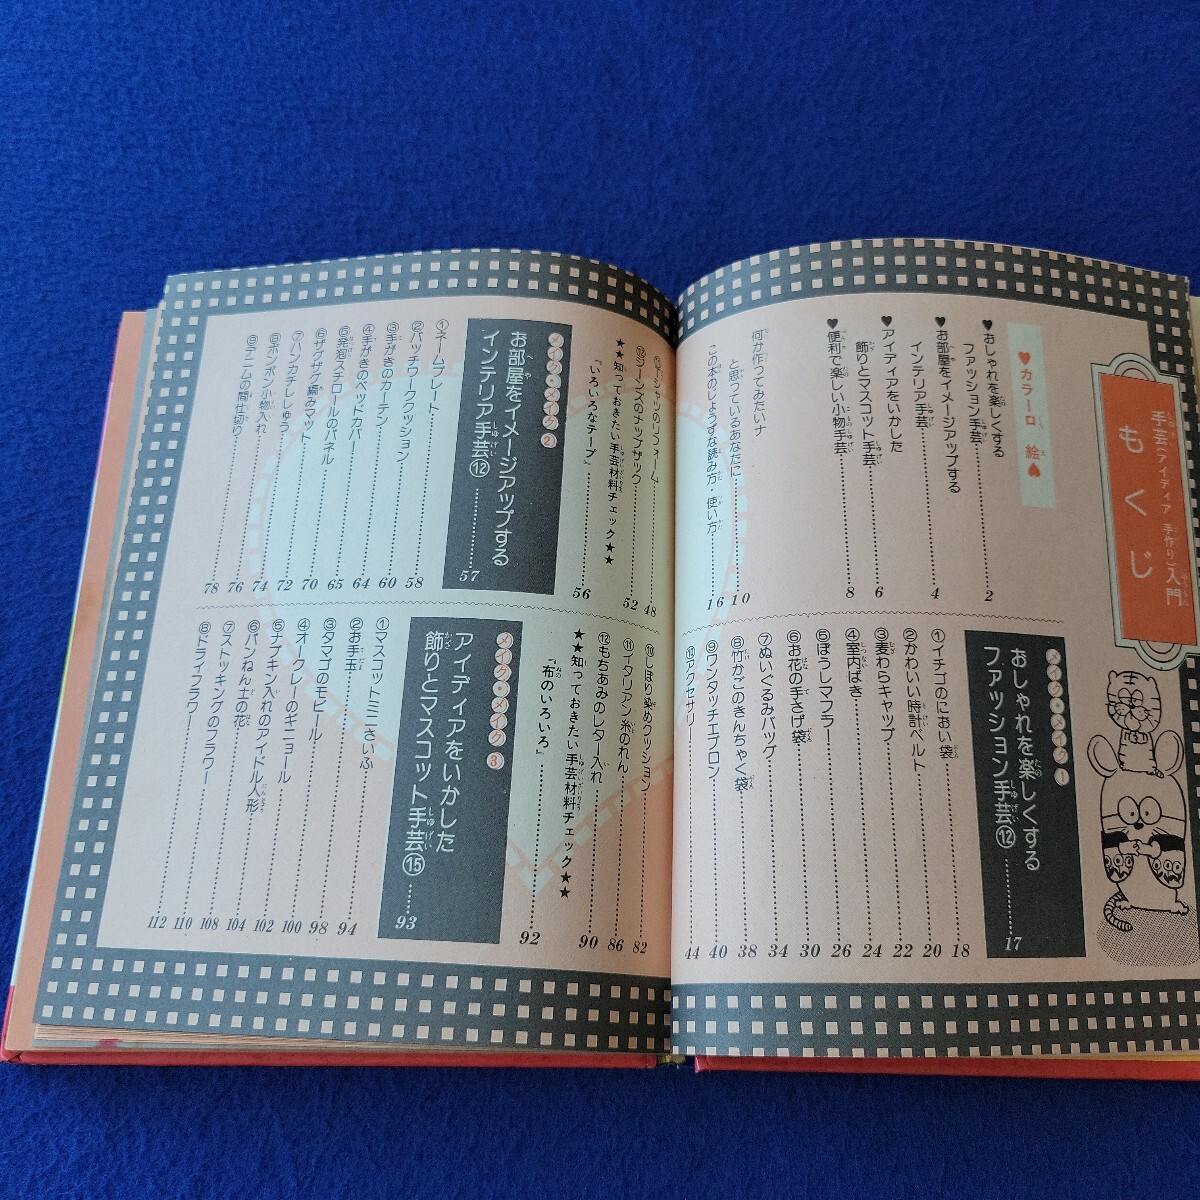 手芸(アイディア手作り)入門
もくじ
♥カラー口絵♠
♥おしゃれを楽しくする
ファッション手芸………2
♠お部屋をイメージアップする
インテリア手芸………4
♠アイディアをいかした
飾りとマスコット手芸………6
♥便利で楽しい小物手芸………8
何か作ってみたいナ
と思っているあなたに………10
この本のじょうずな読み方・使い方………16
メイク・メイク1
おしゃれを楽しくする
ファッション手芸⑫………17
①イチゴのにおい袋………18
②かわいい時計ベルト………20
③麦わらキャップ………22
④室内ばき………24
⑤ぼうしマフラー………26
⑥お花の手さげ袋………30
⑦ぬいぐるみバッグ………34
⑧竹かごのきんちゃく袋………38
⑨ワンタッチエプロン………40
⑩アクセサリー………44
⑪Tシャツのリフォーム………48
⑫ジーンズのナップザック………52
★★知っておきたい手芸材料チェック★★
『いろいろなテープ』………56
メイク・メイク②
お部屋をイメージアップする
インテリア手芸⑫………57
①ネームプレート………58
②パッチワーククッション………60
③手がきのカーテン………64
④手がきのベッドカバー………65
⑤発泡スチロールのパネル………70
⑥ザグザグ編みマット………72
⑦ハンカチししゅう………74
⑧ポンポン小物入れ………76
⑨デニムの間仕切り………78
⑩しぼり染めクッション………82
⑪イタリアン糸のれん………86
⑫もちあみのレター入れ………90
★★知っておきたい手芸材料チェック★★
『布のいろいろ』………92
メイク・メイク③
アイディアをいかした
飾りとマスコット手芸⑮………93
①マスコットミニさいふ………94
②お手玉………98
③タマゴのモビール………100
④オークレーのギニョール………102
⑤ナプキン入れのアイドル人形………104
⑥パンねん土の花………108
⑦ストッキングのフラワー………110
⑧ドライフラワー………112